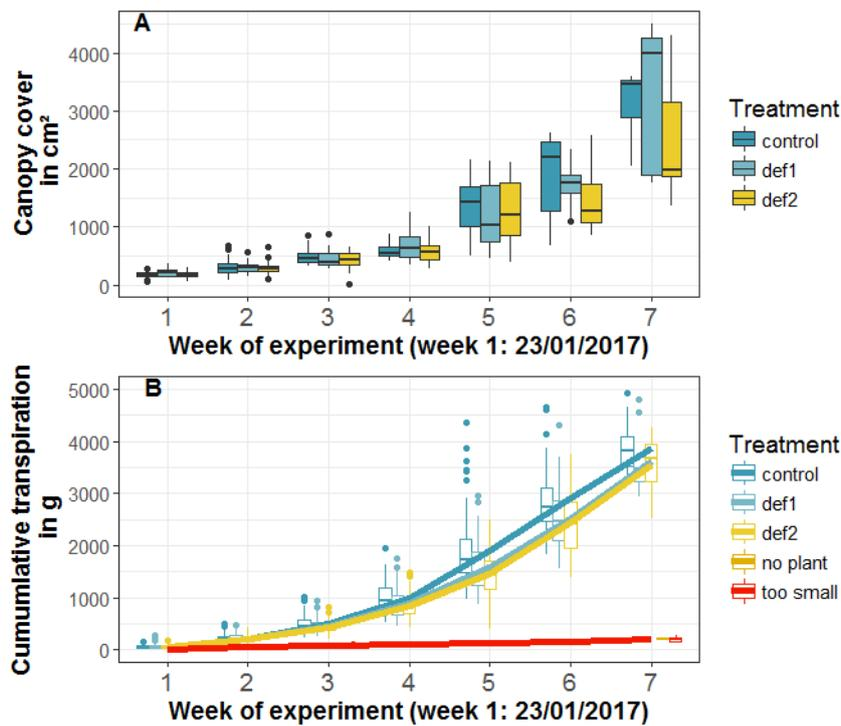 A
Canopy cover
in cm²
4000
3000
2000
1000
0
1 2 3 4 5 6 7
Week of experiment (week 1: 23/01/2017)
Treatment
control
def1
def2
B
Cumumlative transpiration
in g
5000
4000
3000
2000
1000
0
1 2 3 4 5 6 7
Week of experiment (week 1: 23/01/2017)
Treatment
control
def1
def2
no plant
too small